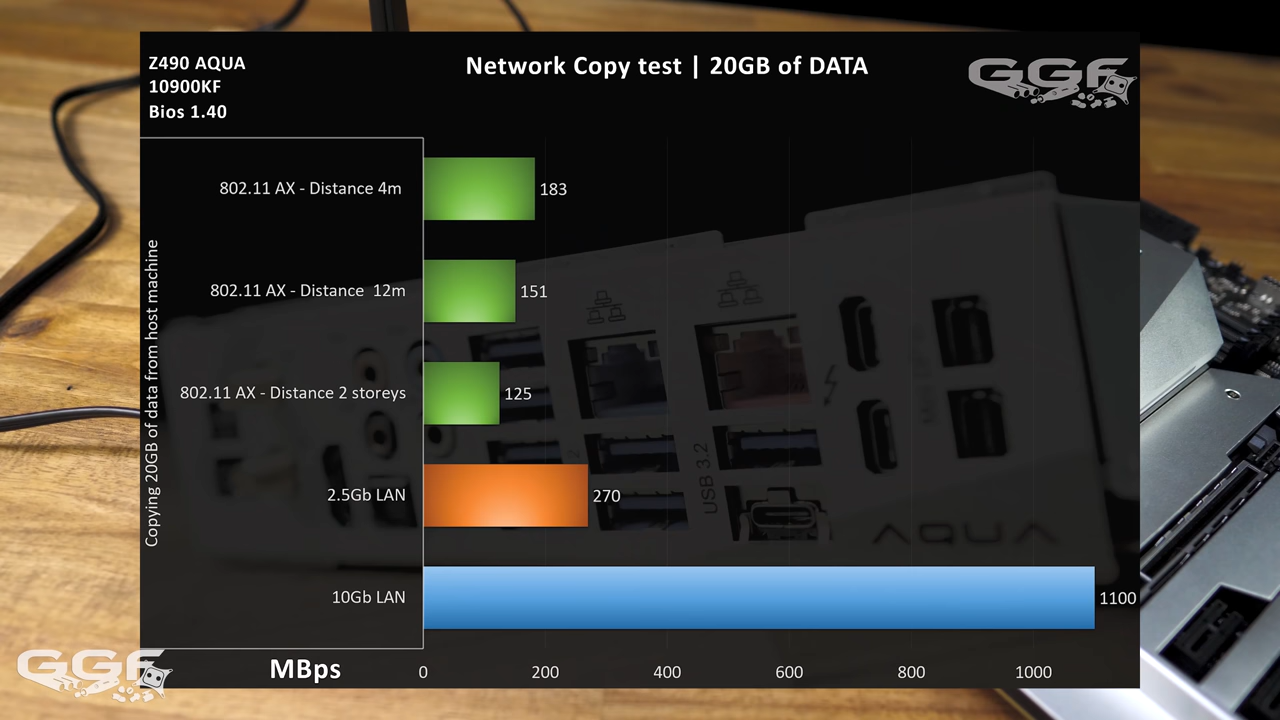 Z490 AQUA
10900KF
Bios 1.40
Network Copy test | 20GB of DATA
GGF
Copying 20GB of data from host machine
802.11 AX - Distance 4m
183
802.11 AX - Distance  12m
151
802.11 AX - Distance 2 storeys
125
2.5Gb LAN
270
10Gb LAN
1100
USB 3.2
2
AQUA
MBps
0 200 400 600 800 1000
GGF